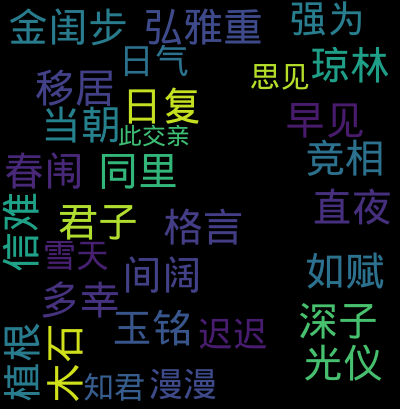 金闺步
弘雅重
强为
日气
思见
琼林
移居
日复
早见
当朝
此交亲
竞相
春闺
同里
直夜
信难
君子
格言
雪天
间阔
如赋
多幸
玉铭
迟迟
深子
植根
木石
光仪
知君
漫漫